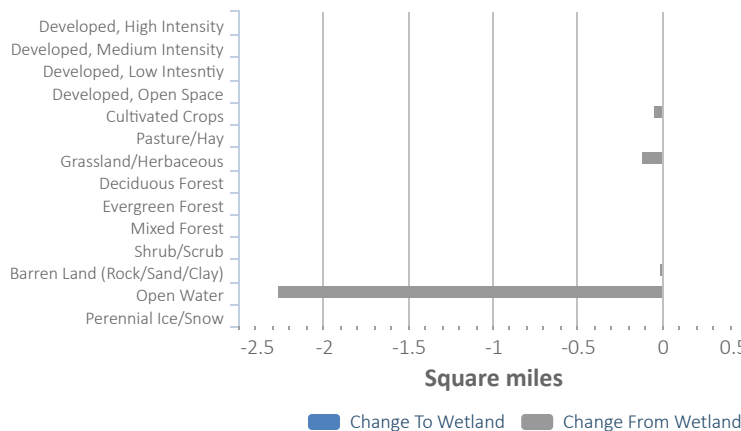 Developed, High Intensity
Developed, Medium Intensity
Developed, Low Intesntiy
Developed, Open Space
Cultivated Crops
Pasture/Hay
Grassland/Herbaceous
Deciduous Forest
Evergreen Forest
Mixed Forest
Shrub/Scrub
Barren Land (Rock/Sand/Clay)
Open Water
Perennial Ice/Snow
-2.5 -2 -1.5 -1 -0.5 0 0.5
Square miles
Change To Wetland Change From Wetland